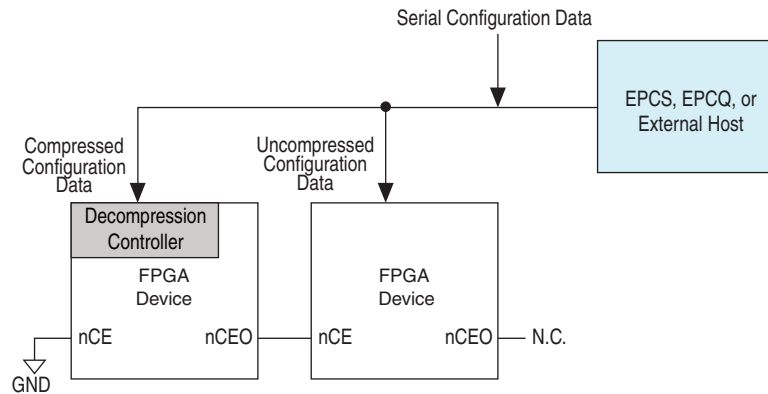 Serial Configuration Data
EPCS, EPCQ, or
External Host
Compressed
Configuration
Data
Uncompressed
Configuration
Data
Decompression
Controller
FPGA
Device
FPGA
Device
nCE
nCEO
nCE
nCEO
N.C.
GND